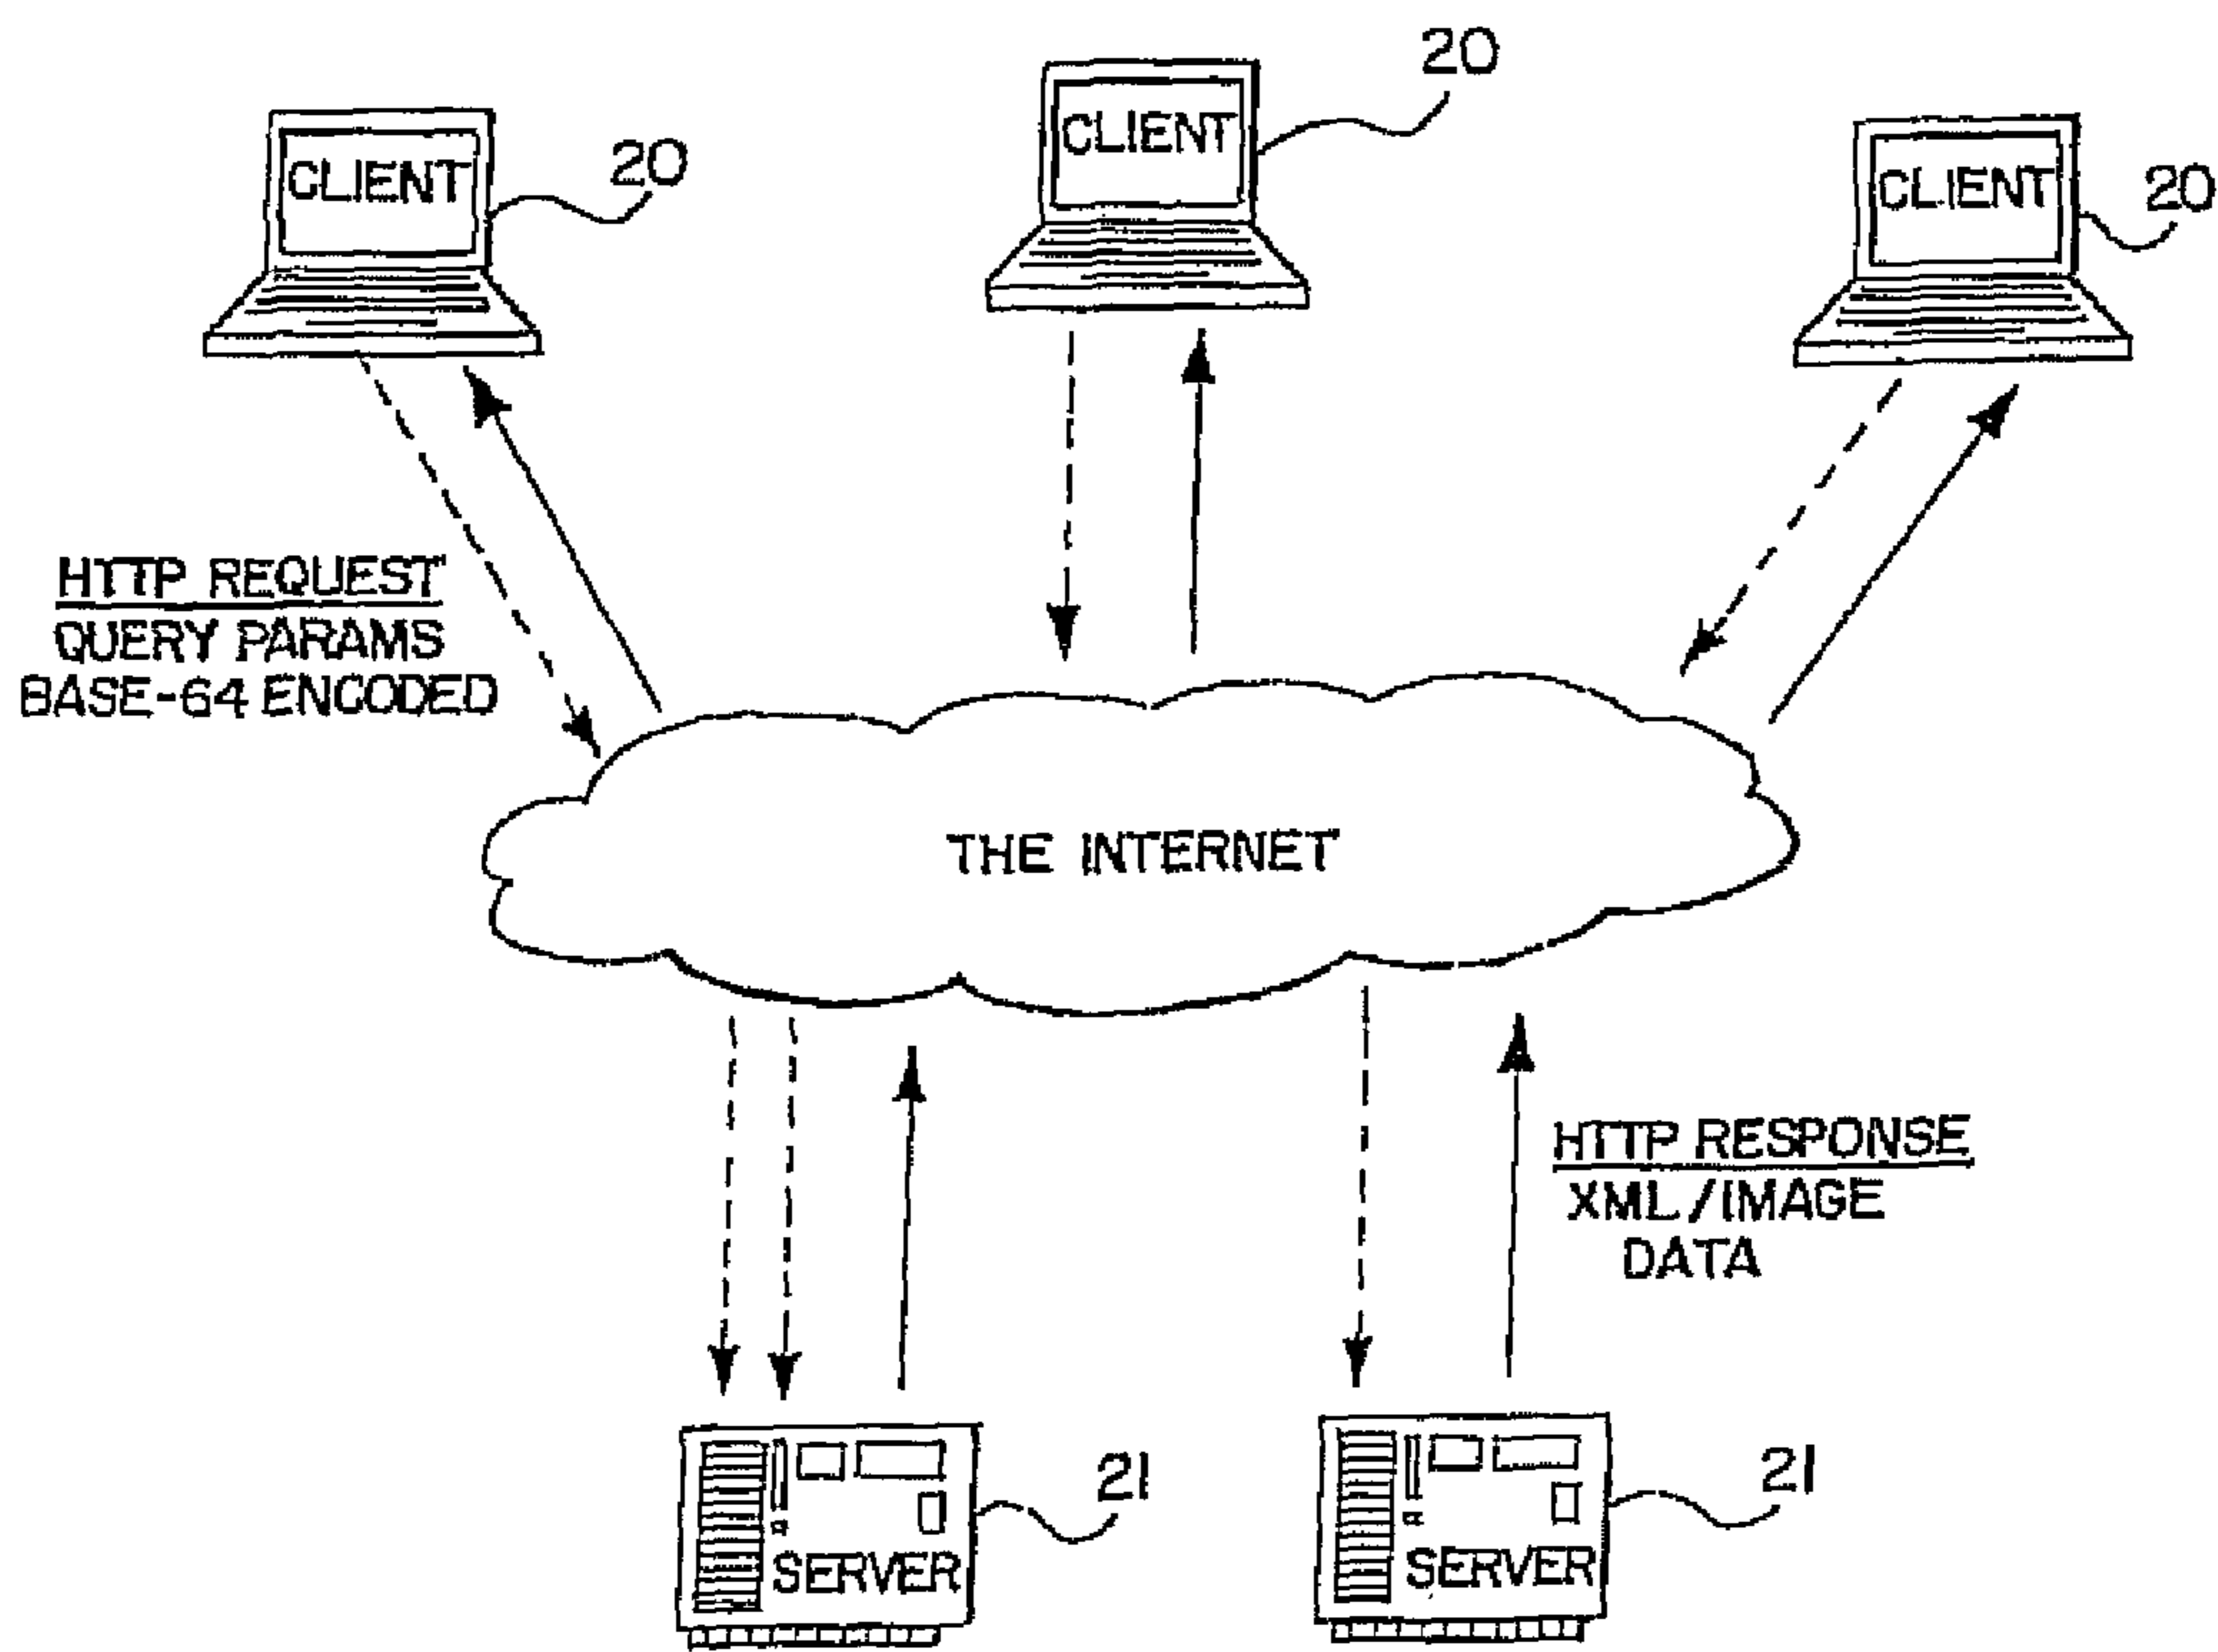 20
CLIENT
20
CLIENT
20
CLIENT
HTTP REQUEST
QUERY PARAMS
BASE-64 ENCODED
THE INTERNET
HTTP RESPONSE
XML/IMAGE
DATA
21
SERVER
21
SERVER